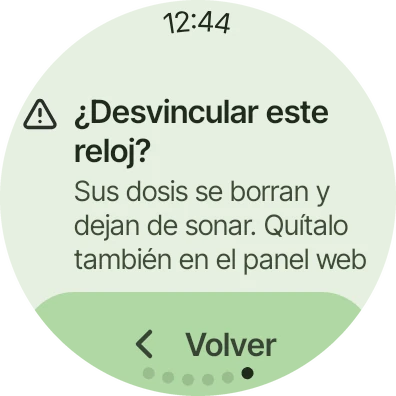 12:44
¿Desvincular este
reloj?
Sus dosis se borran y
dejan de sonar. Quítalo
también en el panel web
Volver